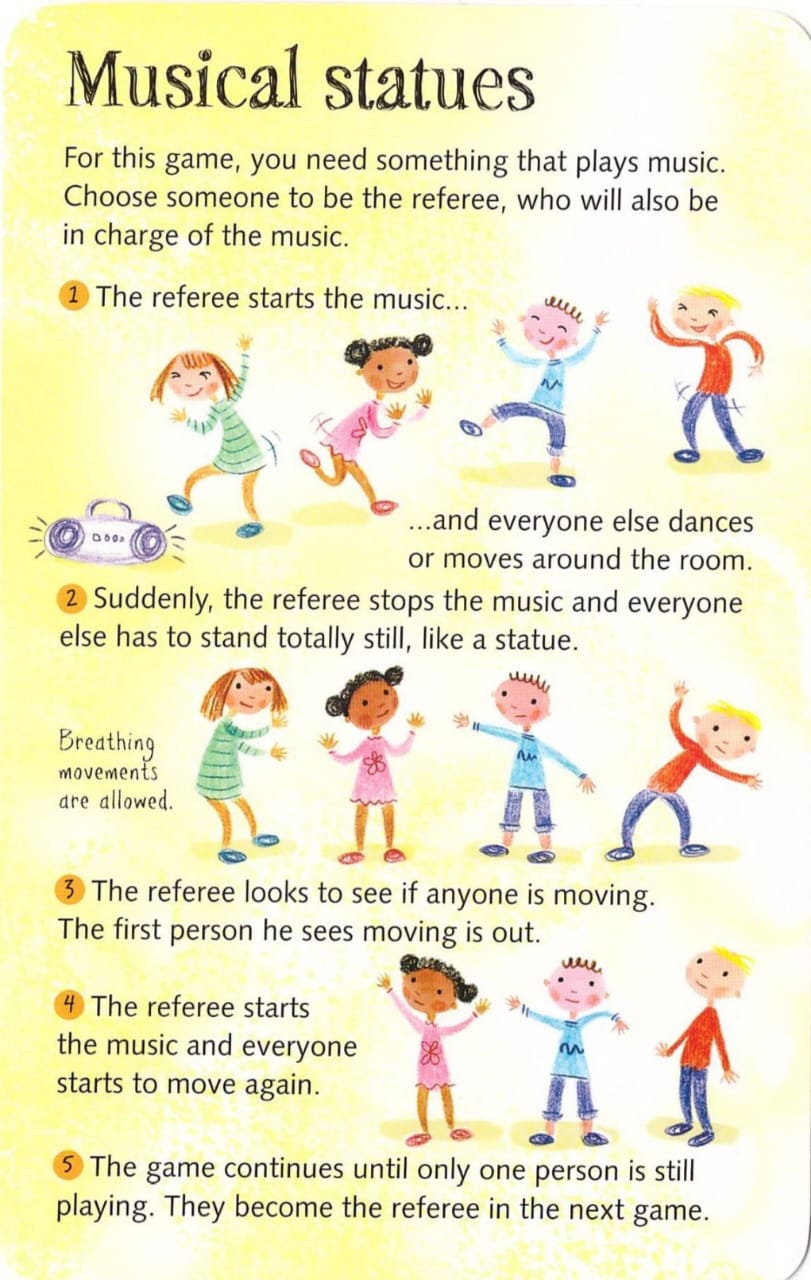 Musical statues
For this game, you need something that plays music.
Choose someone to be the referee, who will also be
in charge of the music.
1 The referee starts the music...
...and everyone else dances
or moves around the room.
2 Suddenly, the referee stops the music and everyone
else has to stand totally still, like a statue.
Breathing
movements
are allowed.
3 The referee looks to see if anyone is moving.
The first person he sees moving is out.
4 The referee starts
the music and everyone
starts to move again.
5 The game continues until only one person is still
playing. They become the referee in the next game.